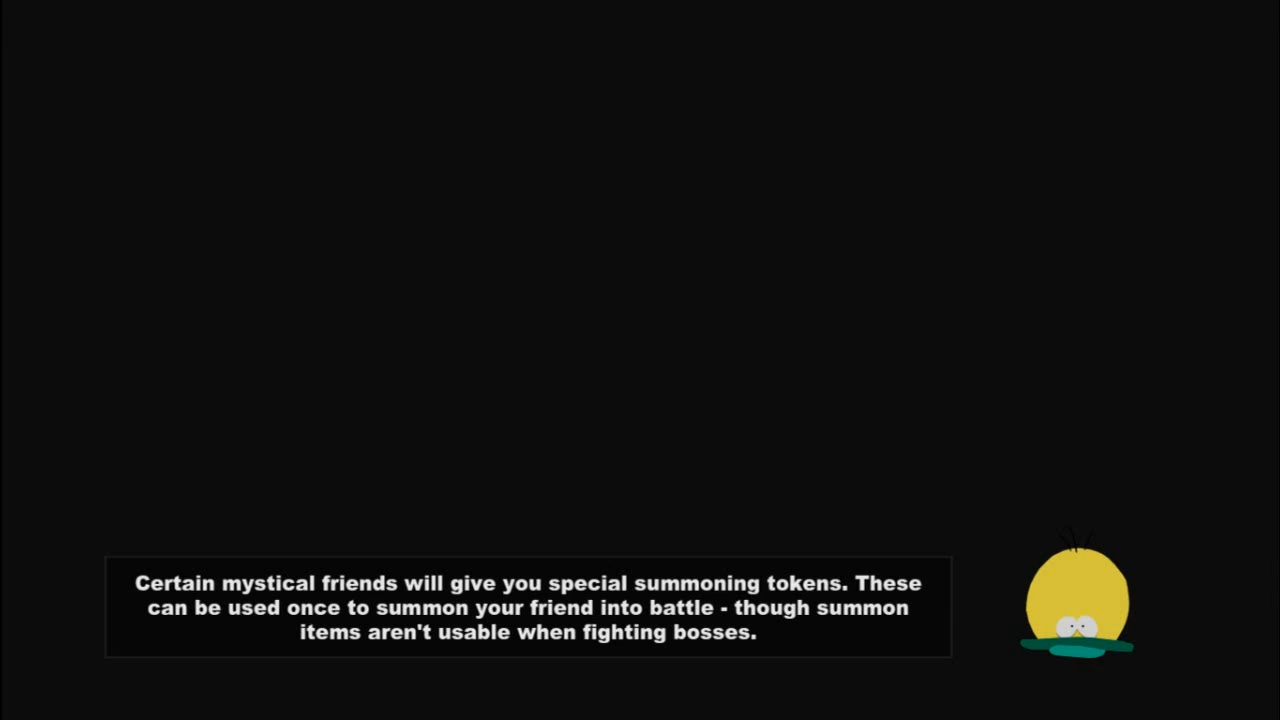 Certain mystical friends will give you special summoning tokens. These
can be used once to summon your friend into battle - though summon
items aren't usable when fighting bosses.